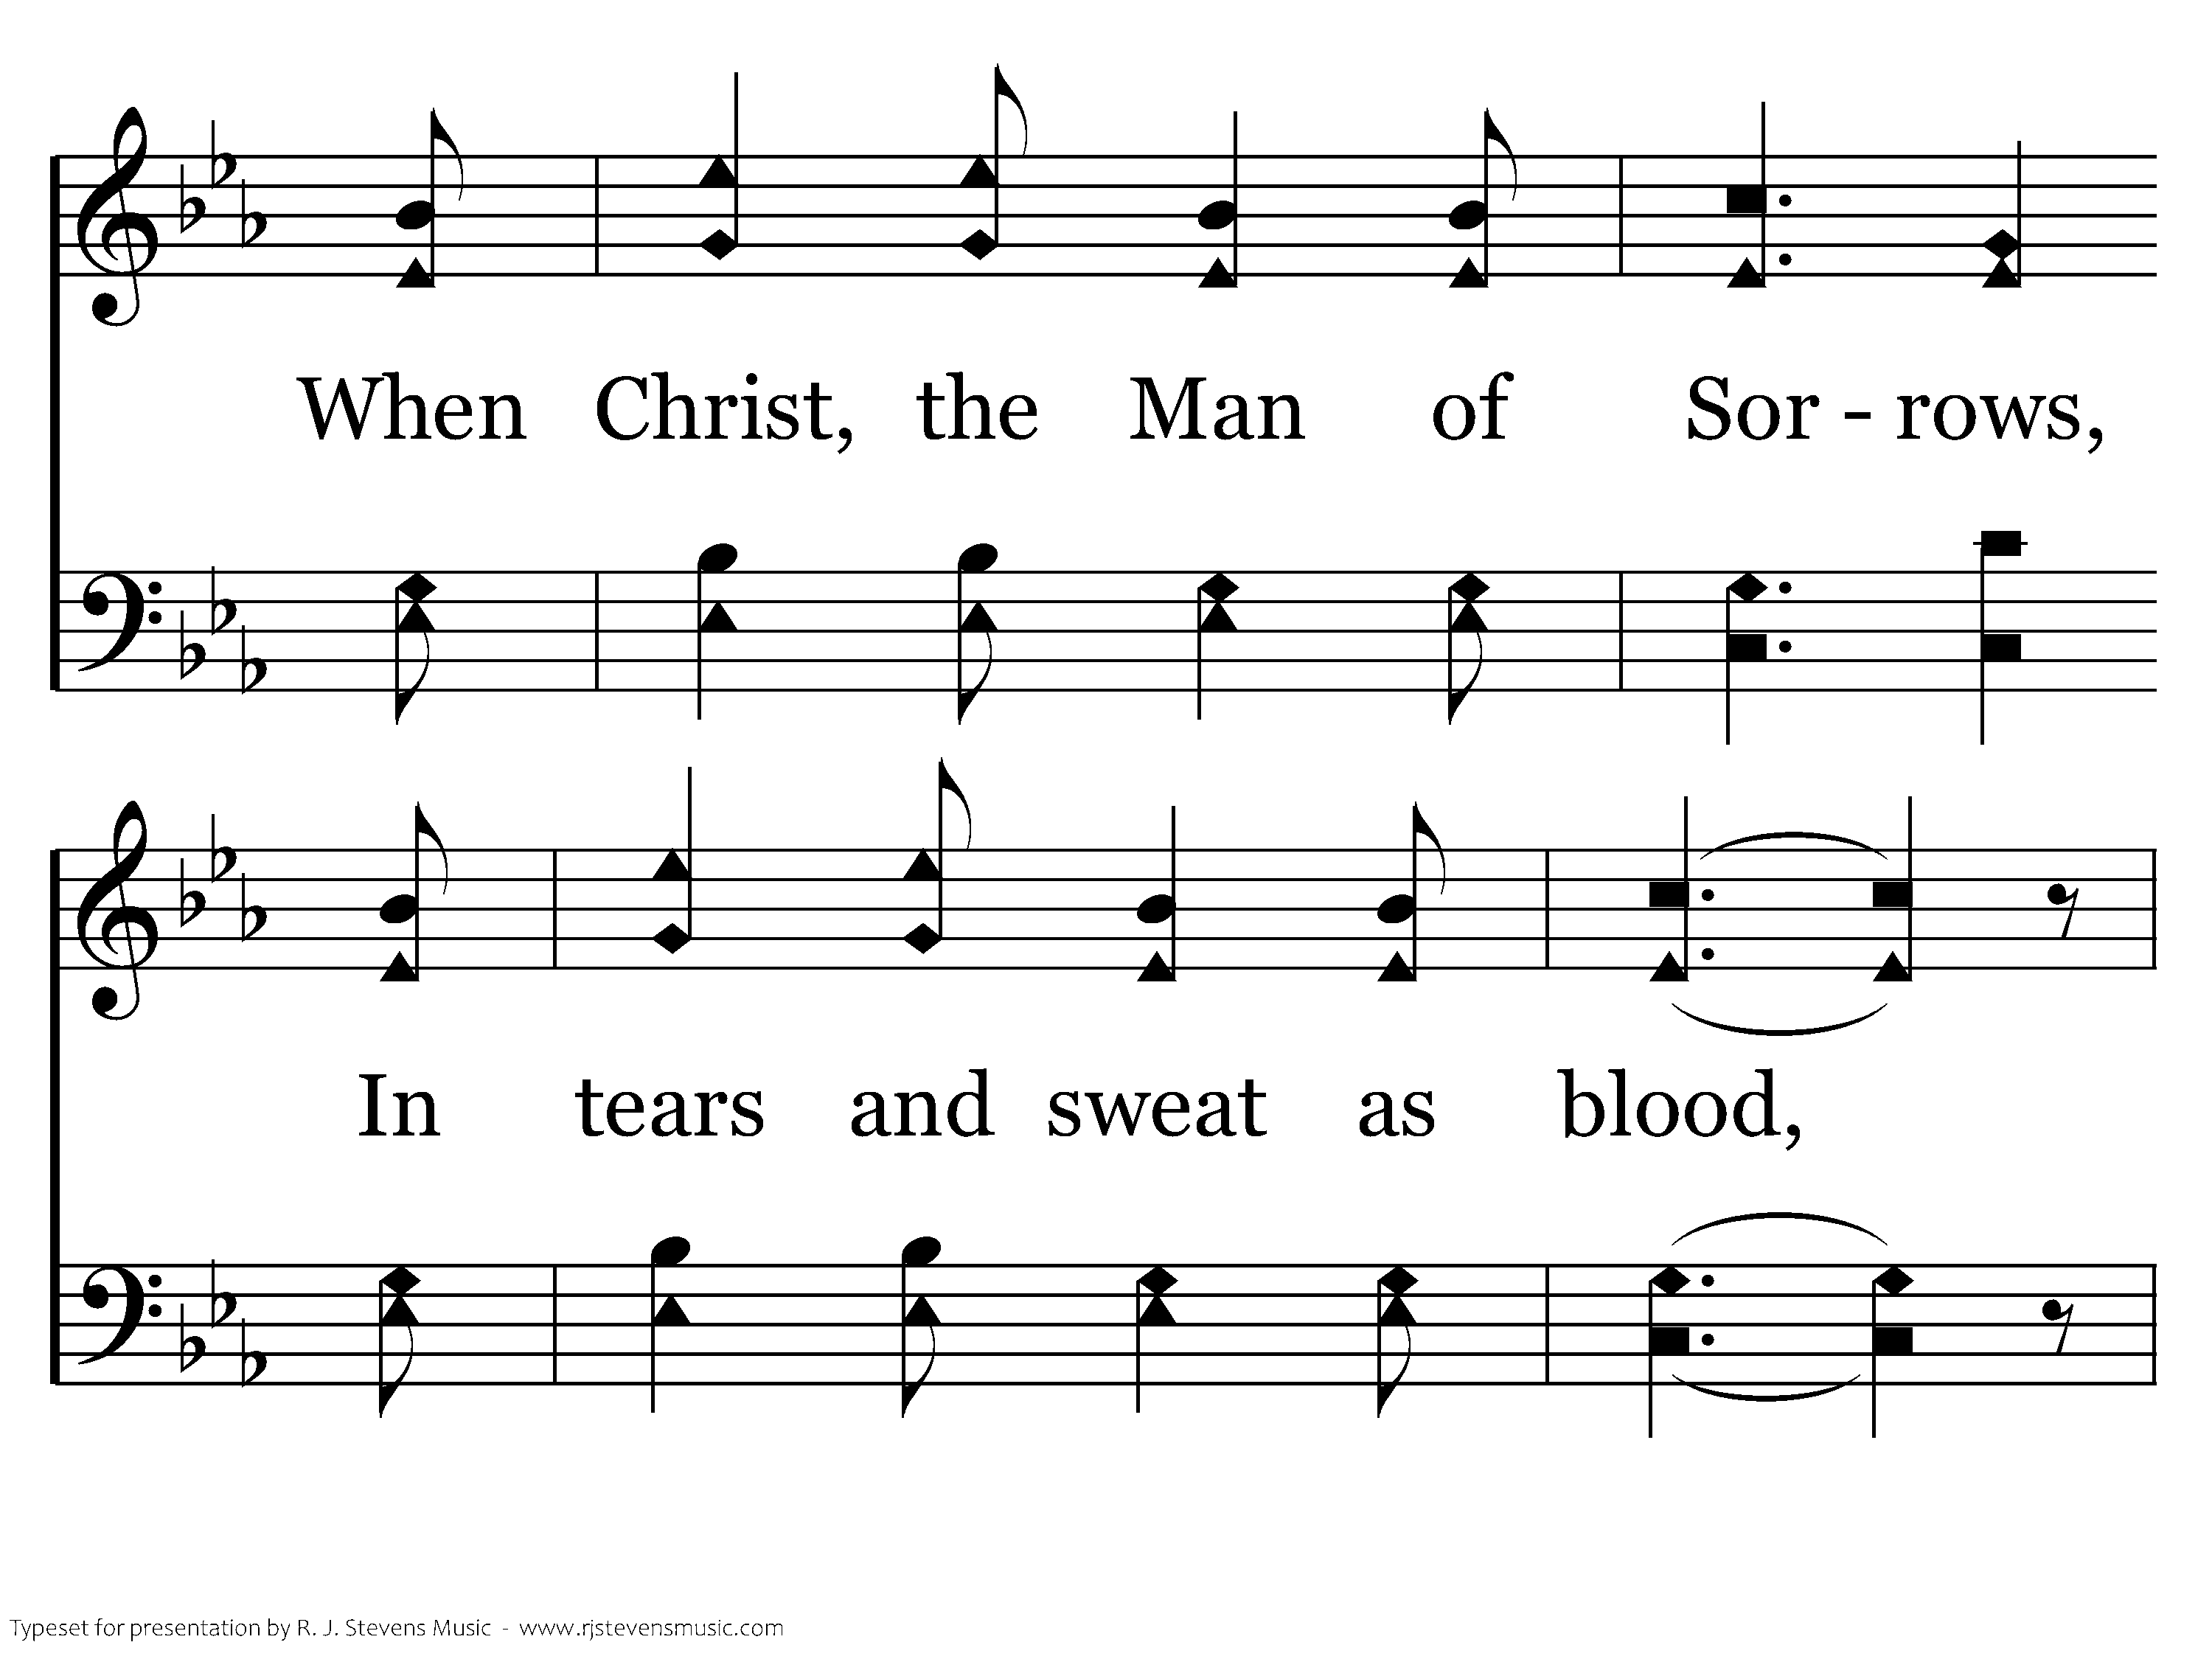 When Christ, the Man of Sor - rows,
In tears and sweat as blood,
Typeset for presentation by R. J. Stevens Music - www.rjstevensmusic.com